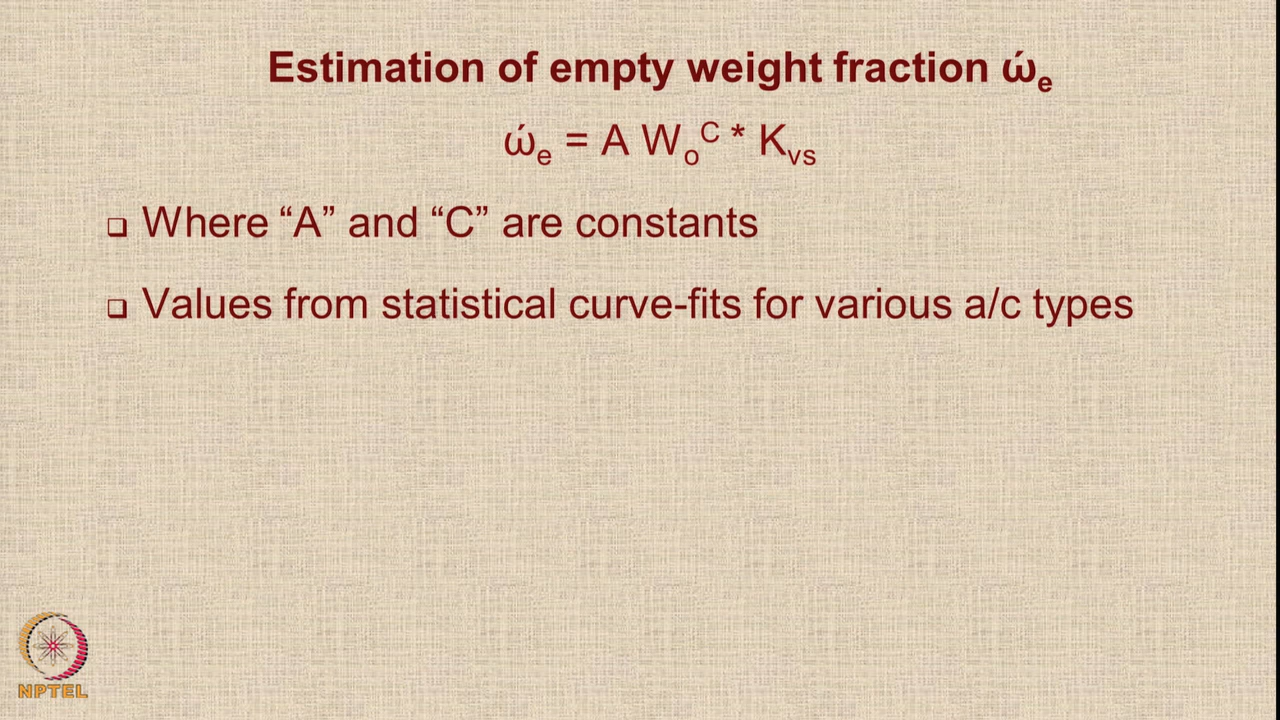 Estimation of empty weight fraction ώe
ώe = A Wo^C * Kvs
❑ Where “A” and “C” are constants
❑ Values from statistical curve-fits for various a/c types
NPTEL